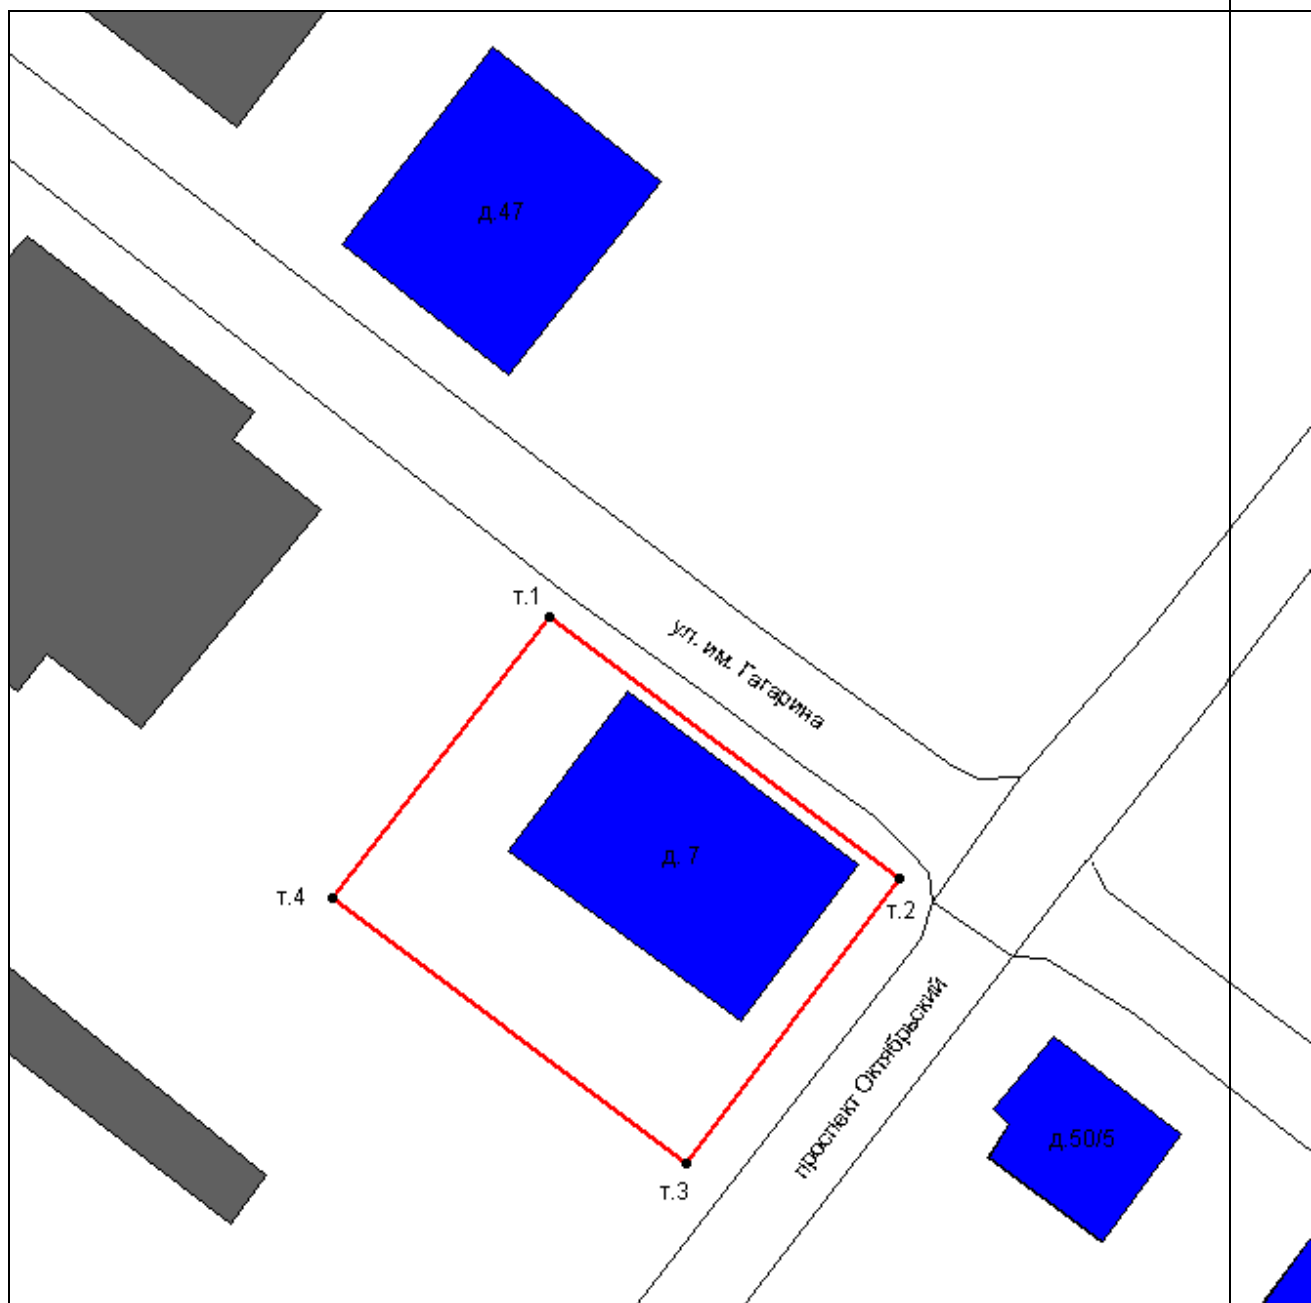 д.47
т.1
ул. им. Гагарина
д. 7
т.4
т.2
проспект Октябрьский
д.50/5
т.3